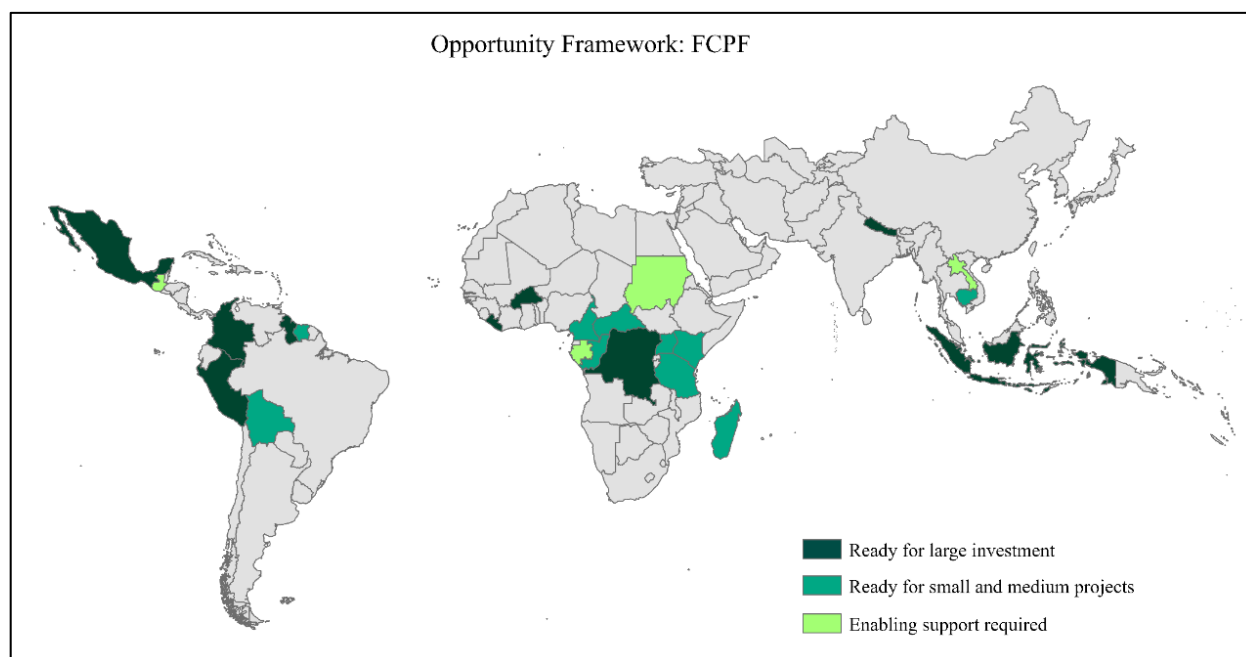 Opportunity Framework: FCPF
Ready for large investment
Ready for small and medium projects
Enabling support required